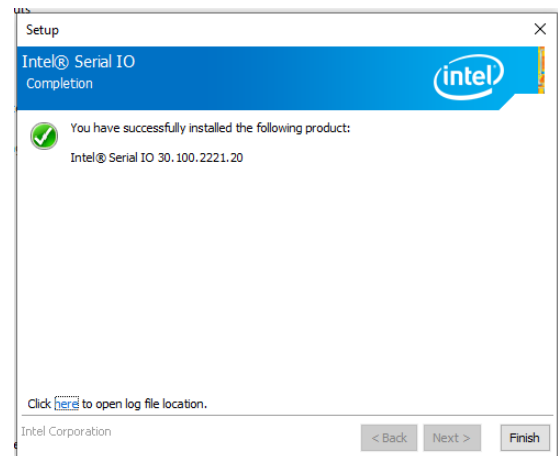 Setup
Intel® Serial IO
Completion
intel
You have successfully installed the following product:
Intel® Serial IO 30.100.2221.20
Click here to open log file location.
Intel Corporation
< Back
Next >
Finish